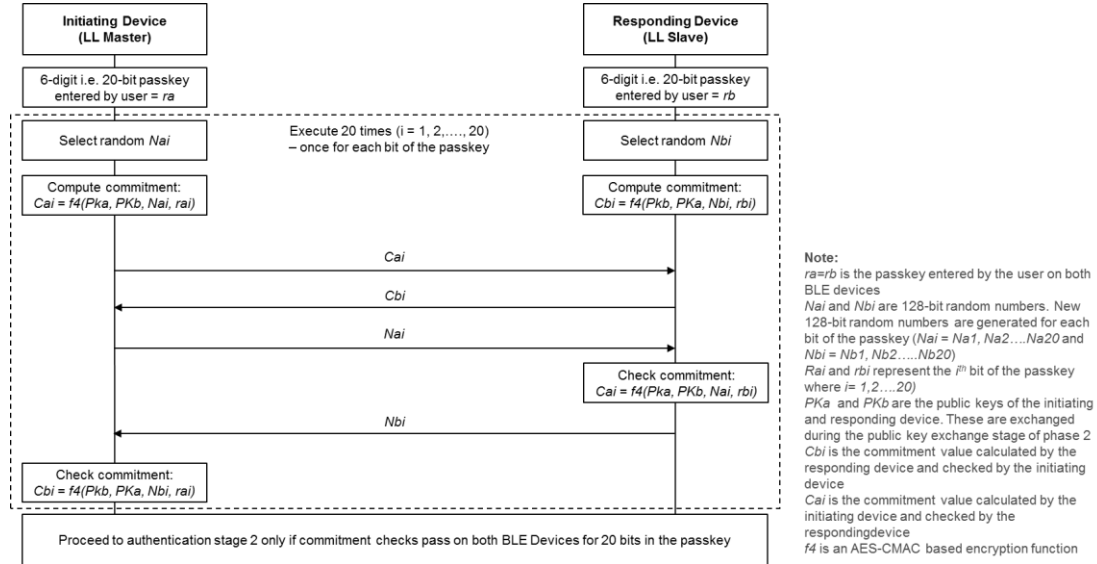 Initiating Device
(LL Master)
Responding Device
(LL Slave)
6-digit i.e. 20-bit passkey
entered by user = ra
6-digit i.e. 20-bit passkey
entered by user = rb
Select random Nai
Execute 20 times (i = 1, 2,...., 20)
– once for each bit of the passkey
Select random Nbi
Compute commitment:
Cai = f4(Pka, PKb, Nai, rai)
Compute commitment:
Cbi = f4(Pkb, PKa, Nbi, rbi)
Cai
Cbi
Nai
Check commitment:
Cai = f4(Pka, PKb, Nai, rbi)
Nbi
Check commitment:
Cbi = f4(Pkb, PKa, Nbi, rai)
Proceed to authentication stage 2 only if commitment checks pass on both BLE Devices for 20 bits in the passkey
Note:
ra=rb is the passkey entered by the user on both
BLE devices
Nai and Nbi are 128-bit random numbers. New
128-bit random numbers are generated for each
bit of the passkey (Nai = Na1, Na2....Na20 and
Nbi = Nb1, Nb2.....Nb20)
Rai and rbi represent the ith bit of the passkey
where i= 1,2....20)
PKa and PKb are the public keys of the initiating
and responding device. These are exchanged
during the public key exchange stage of phase 2
Cbi is the commitment value calculated by the
responding device and checked by the initiating
device
Cai is the commitment value calculated by the
initiating device and checked by the
respondingdevice
f4 is an AES-CMAC based encryption function